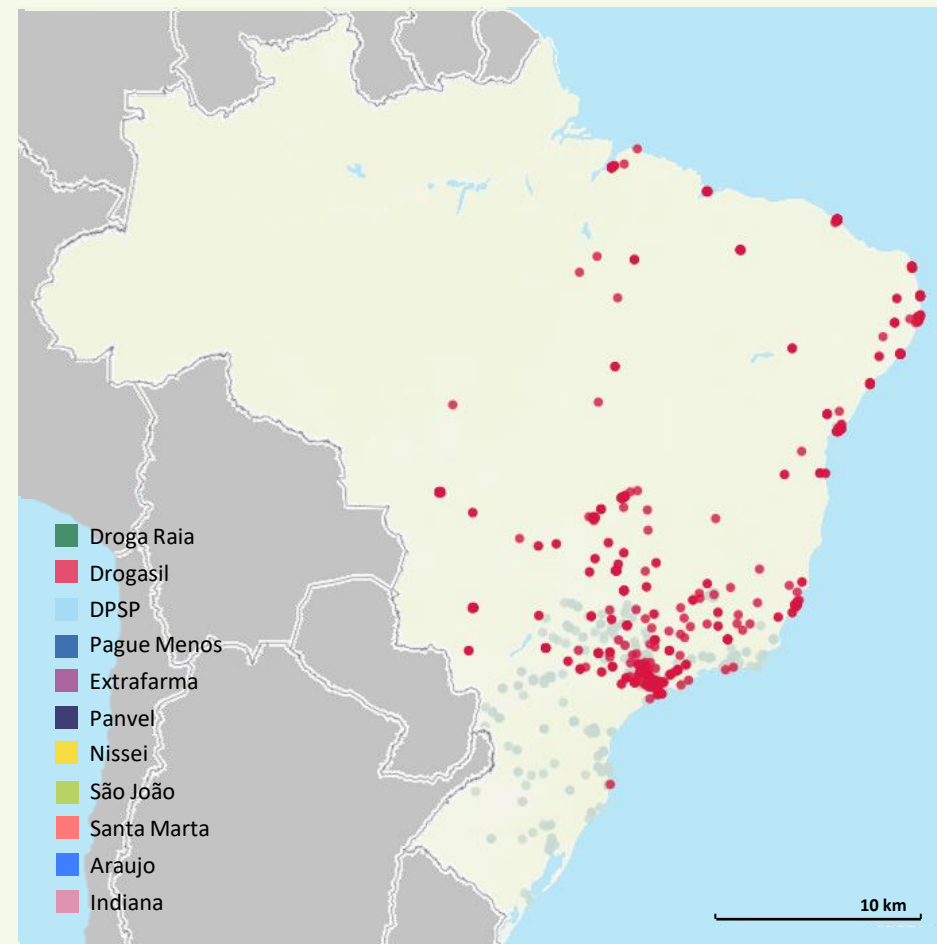 Droga Raia
Drogasil
DPSP
Pague Menos
Extrafarma
Panvel
Nissei
São João
Santa Marta
Araujo
Indiana
10 km